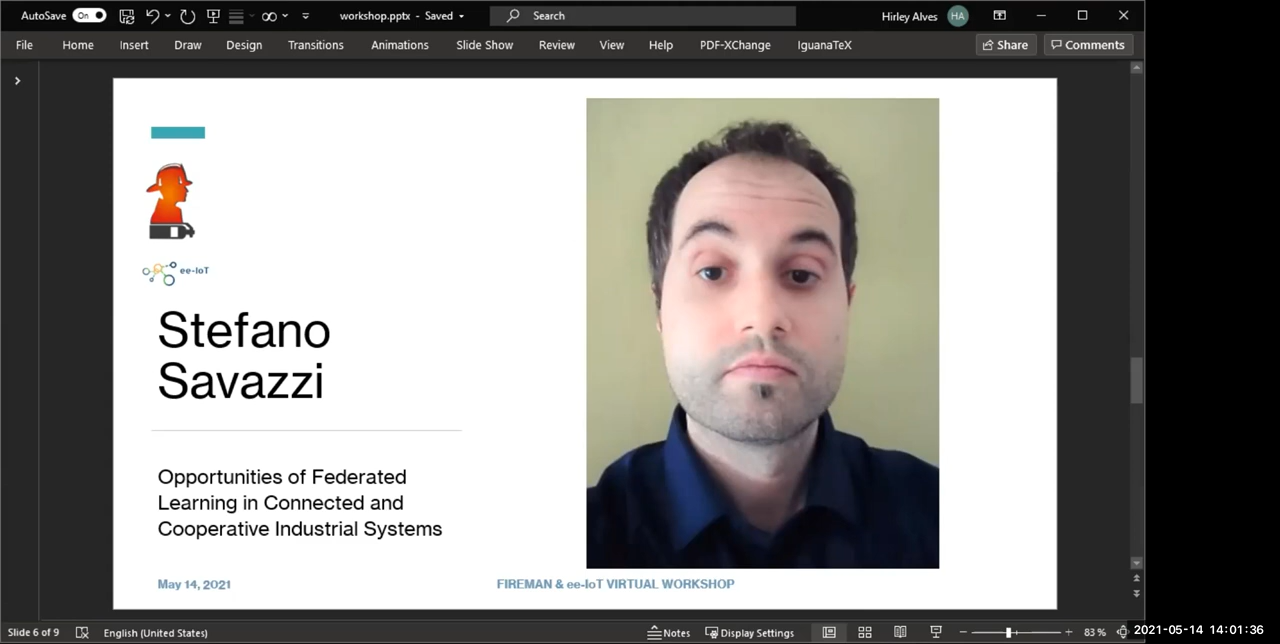 AutoSave On workshop.pptx - Saved Search Hirley Alves HA
File Home Insert Draw Design Transitions Animations Slide Show Review View Help PDF-XChange IguanaTeX Share Comments
ee-IoT
Stefano
Savazzi
Opportunities of Federated
Learning in Connected and
Cooperative Industrial Systems
May 14, 2021 FIREMAN & ee-IoT VIRTUAL WORKSHOP
Slide 6 of 9 English (United States) Notes Display Settings 83 % 2021-05-14 14:01:36